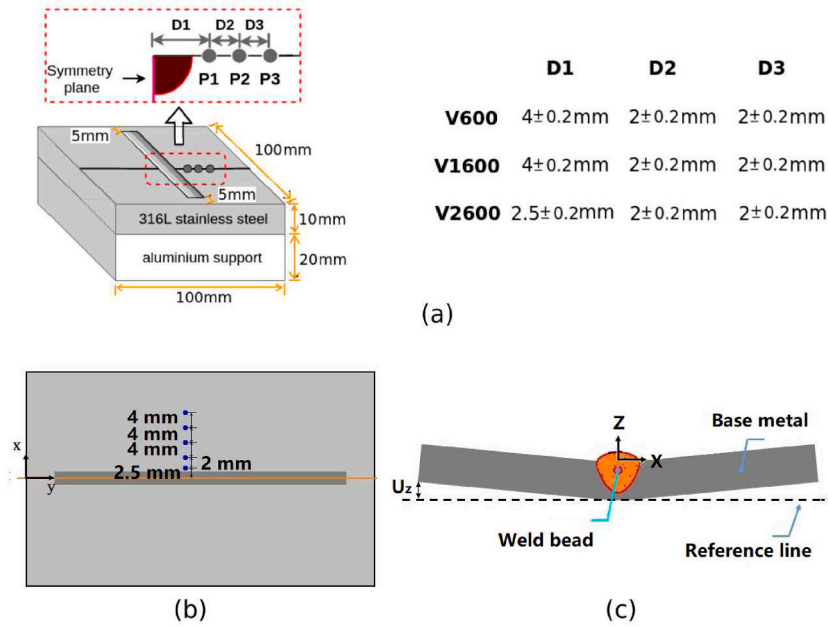 D1 D2 D3
Symmetry
plane
P1 P2 P3
5mm
100mm
5mm
316L stainless steel
10mm
aluminium support
20mm
100mm
D1 D2 D3
V600 4±0.2mm 2±0.2mm 2±0.2mm
V1600 4±0.2mm 2±0.2mm 2±0.2mm
V2600 2.5±0.2mm 2±0.2mm 2±0.2mm
(a)
4 mm
4 mm
4 mm
x
2.5 mm 2 mm
y
(b)
Z
Base metal
X
Uz
Weld bead
Reference line
(c)